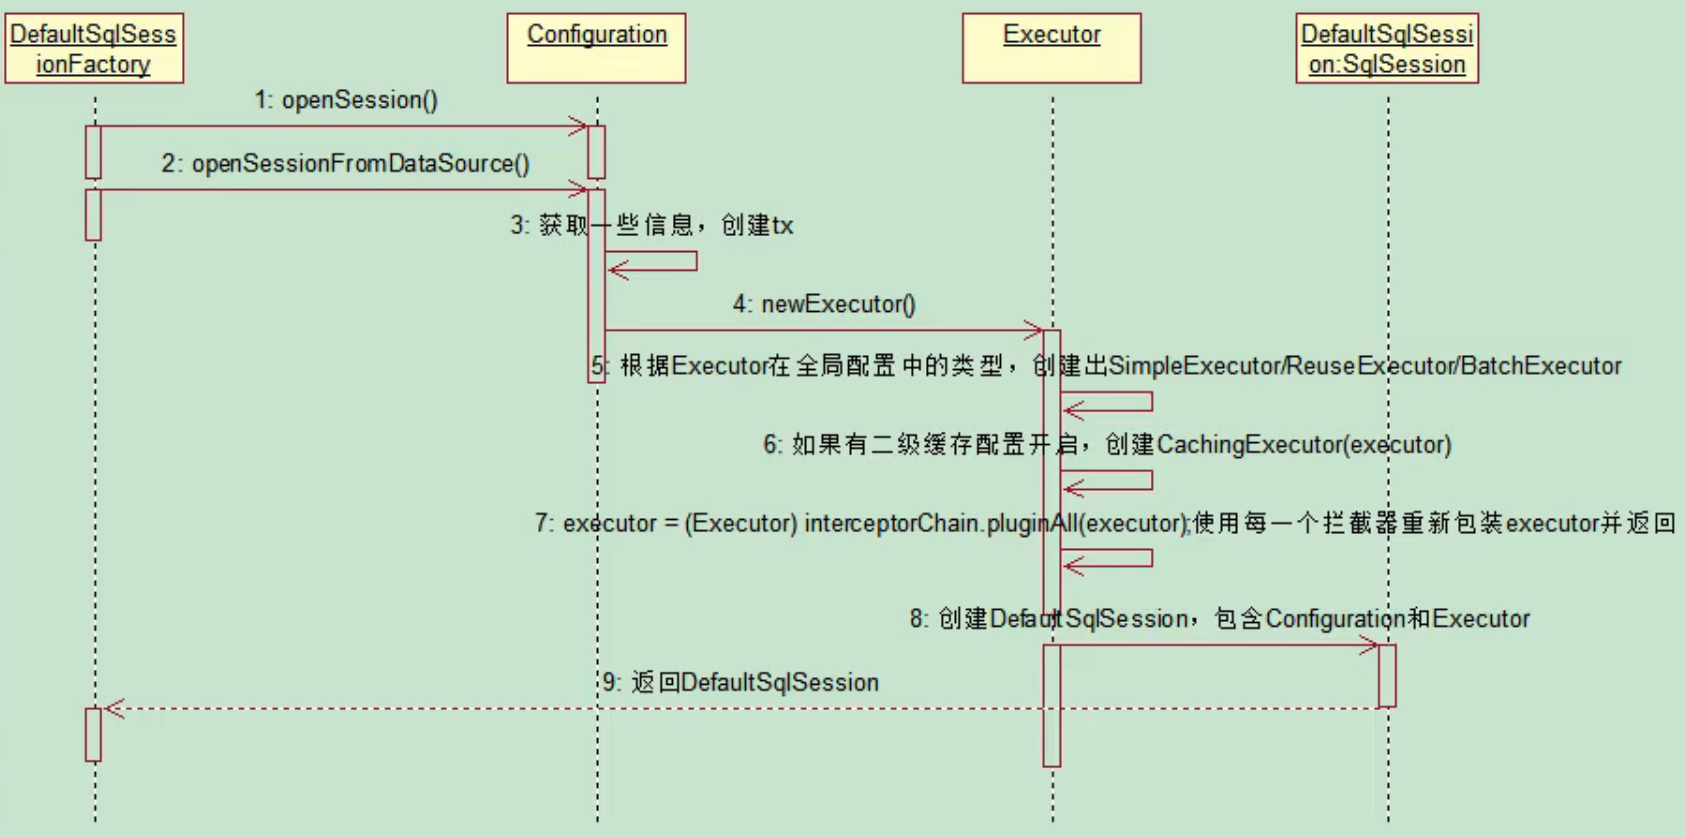 DefaultSqlSess
ionFactory
Configuration
Executor
DefaultSqlSessi
on:SqlSession
1: openSession()
2: openSessionFromDataSource()
3: 获取一些信息，创建tx
4: newExecutor()
5: 根据Executor在全局配置中的类型，创建出SimpleExecutor/ReuseExecutor/BatchExecutor
6: 如果有二级缓存配置开启，创建CachingExecutor(executor)
7: executor = (Executor) interceptorChain.pluginAll(executor);使用每一个拦截器重新包装executor并返回
8: 创建DefaultSqlSession，包含Configuration和Executor
9: 返回DefaultSqlSession